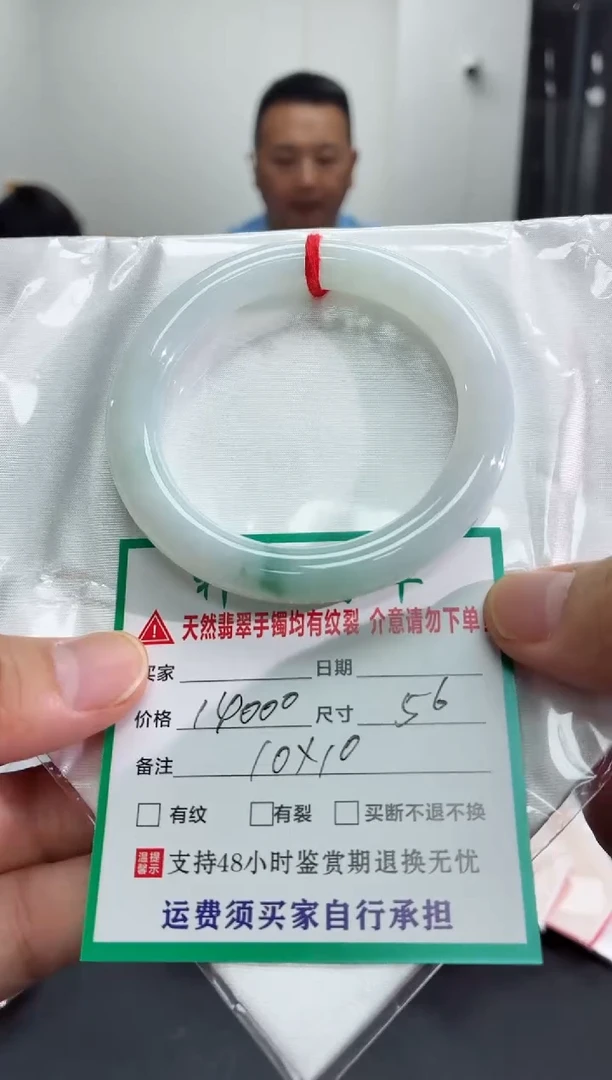 天然翡翠手镯均有纹裂 介意请勿下单!
买家 日期
价格 14000 尺寸 56
备注 10X10
□ 有纹 □ 有裂 □ 买断不退不换
温馨提示 支持48小时鉴赏期退换无忧
运费须买家自行承担